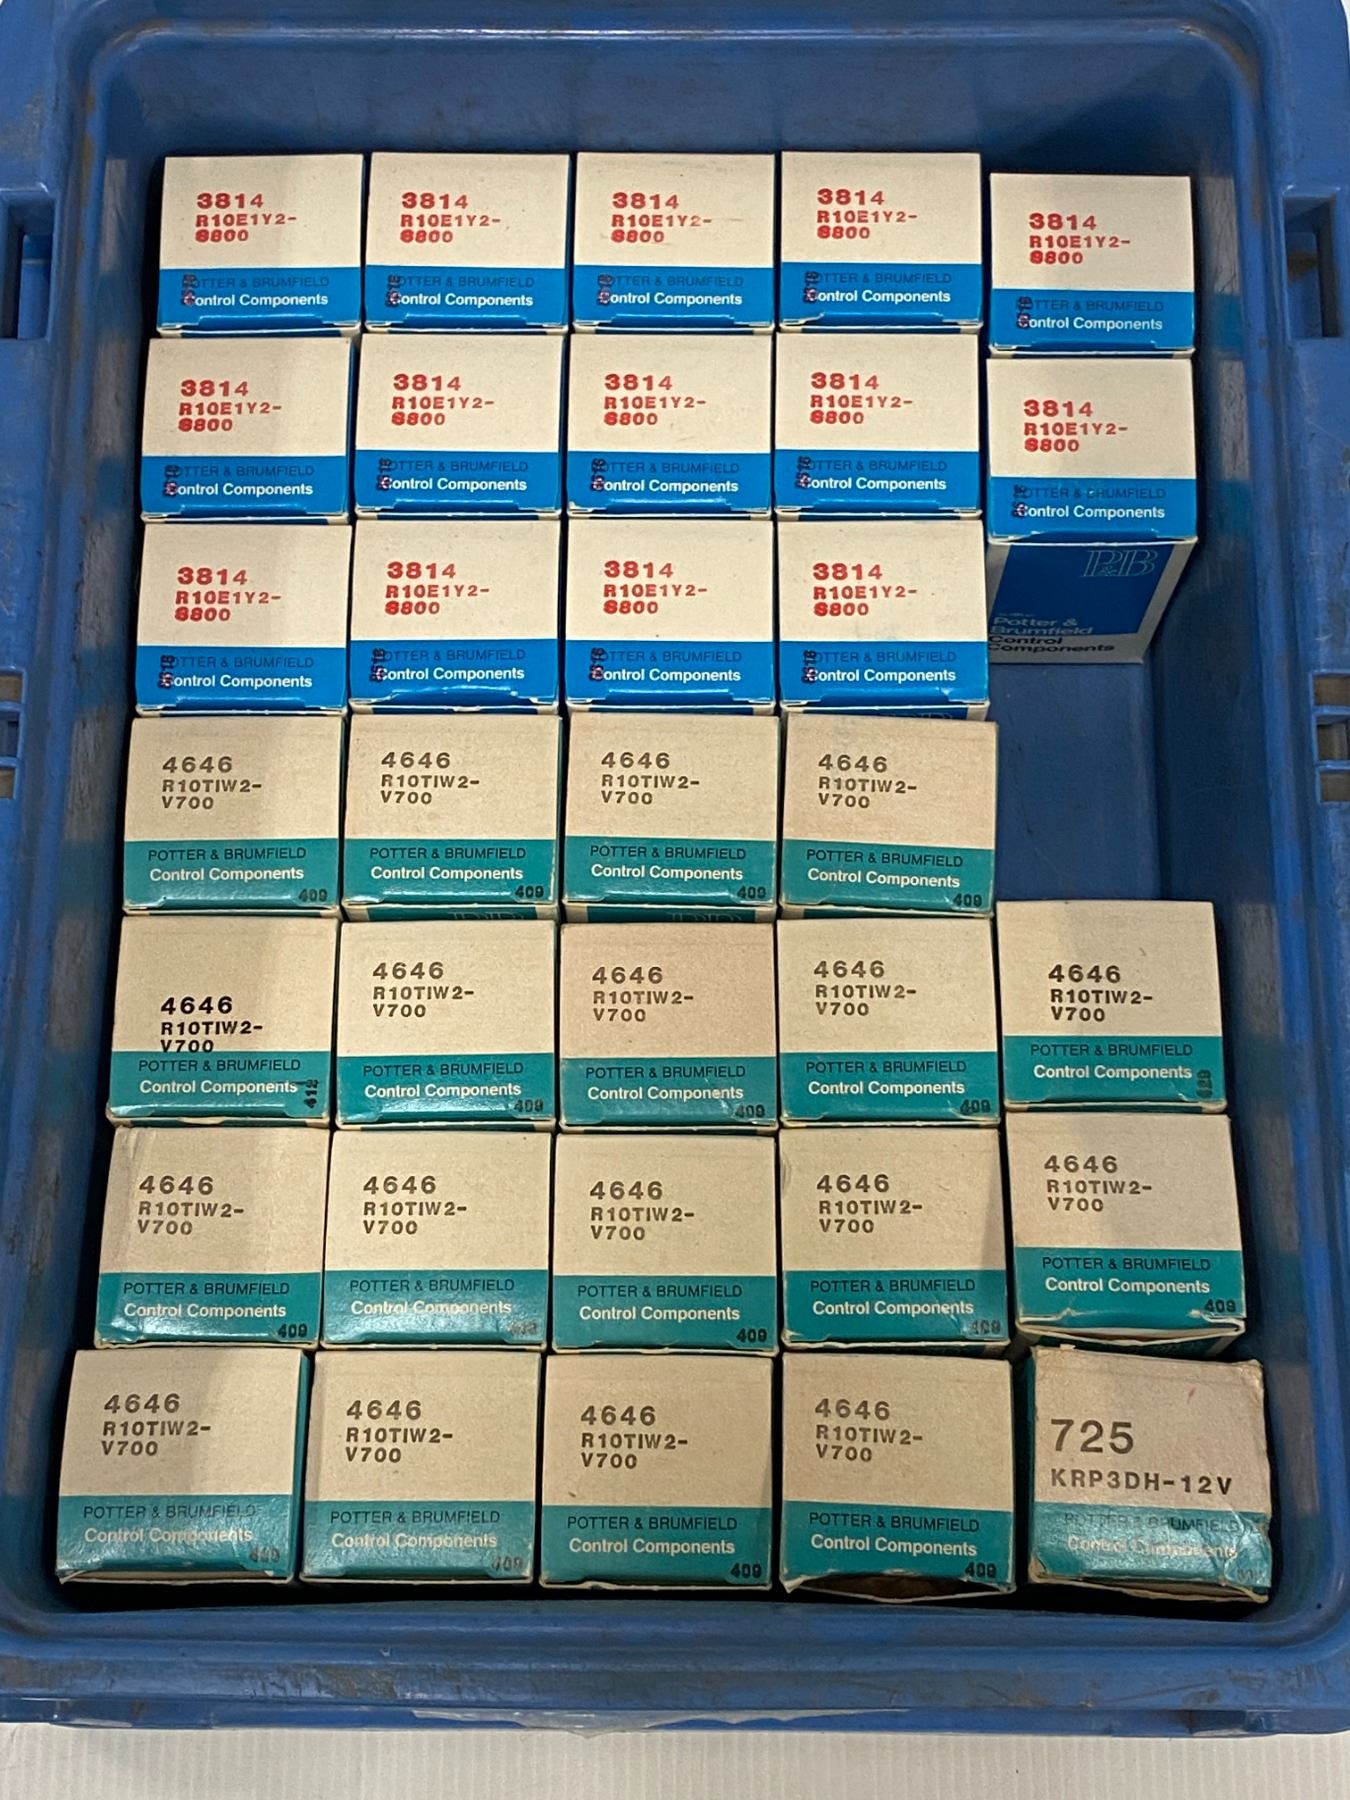 3814
R10E1Y2-
S800
POTTER & BRUMFIELD
Control Components
3814
R10E1Y2-
S800
POTTER & BRUMFIELD
Control Components
3814
R10E1Y2-
S800
POTTER & BRUMFIELD
Control Components
3814
R10E1Y2-
S800
POTTER & BRUMFIELD
Control Components
3814
R10E1Y2-
S800
POTTER & BRUMFIELD
Control Components
3814
R10E1Y2-
S800
POTTER & BRUMFIELD
Control Components
3814
R10E1Y2-
S800
POTTER & BRUMFIELD
Control Components
3814
R10E1Y2-
S800
POTTER & BRUMFIELD
Control Components
3814
R10E1Y2-
S800
POTTER & BRUMFIELD
Control Components
3814
R10E1Y2-
S800
POTTER & BRUMFIELD
Control Components
P&B
Potter &
Brumfield
Control
Components
3814
R10E1Y2-
S800
POTTER & BRUMFIELD
Control Components
3814
R10E1Y2-
S800
POTTER & BRUMFIELD
Control Components
3814
R10E1Y2-
S800
POTTER & BRUMFIELD
Control Components
3814
R10E1Y2-
S800
POTTER & BRUMFIELD
Control Components
4646
R10TIW2-
V700
POTTER & BRUMFIELD
Control Components
409
4646
R10TIW2-
V700
POTTER & BRUMFIELD
Control Components
409
4646
R10TIW2-
V700
POTTER & BRUMFIELD
Control Components
409
4646
R10TIW2-
V700
POTTER & BRUMFIELD
Control Components
409
4646
R10TIW2-
V700
POTTER & BRUMFIELD
Control Components
412
4646
R10TIW2-
V700
POTTER & BRUMFIELD
Control Components
409
4646
R10TIW2-
V700
POTTER & BRUMFIELD
Control Components
409
4646
R10TIW2-
V700
POTTER & BRUMFIELD
Control Components
409
4646
R10TIW2-
V700
POTTER & BRUMFIELD
Control Components
4646
R10TIW2-
V700
POTTER & BRUMFIELD
Control Components
409
4646
R10TIW2-
V700
POTTER & BRUMFIELD
Control Components
4646
R10TIW2-
V700
POTTER & BRUMFIELD
Control Components
409
4646
R10TIW2-
V700
POTTER & BRUMFIELD
Control Components
409
4646
R10TIW2-
V700
POTTER & BRUMFIELD
Control Components
409
4646
R10TIW2-
V700
POTTER & BRUMFIELD
Control Components
4646
R10TIW2-
V700
POTTER & BRUMFIELD
Control Components
409
4646
R10TIW2-
V700
POTTER & BRUMFIELD
Control Components
409
4646
R10TIW2-
V700
POTTER & BRUMFIELD
Control Components
409
725
KRP3DH-12V
POTTER & BRUMFIELD
Control Components